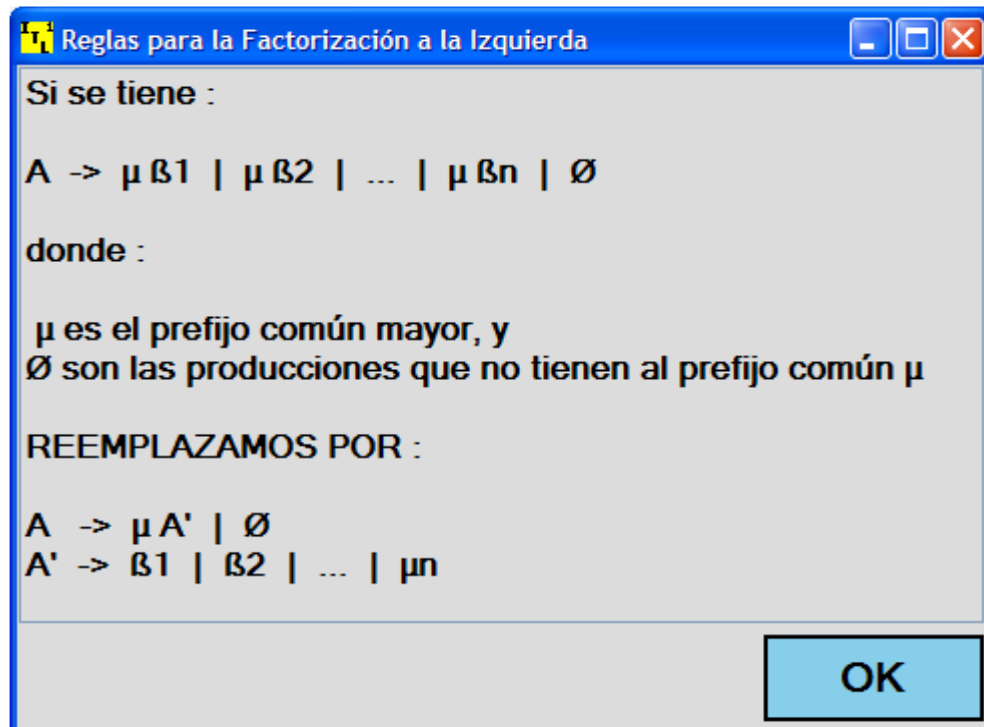 Reglas para la Factorización a la Izquierda
Si se tiene :
A -> µ ß1 | µ ß2 | ... | µ ßn | Ø
donde :
µ es el prefijo común mayor, y
Ø son las producciones que no tienen al prefijo común µ
REEMPLAZAMOS POR :
A -> µ A' | Ø
A' -> ß1 | ß2 | ... | µn
OK